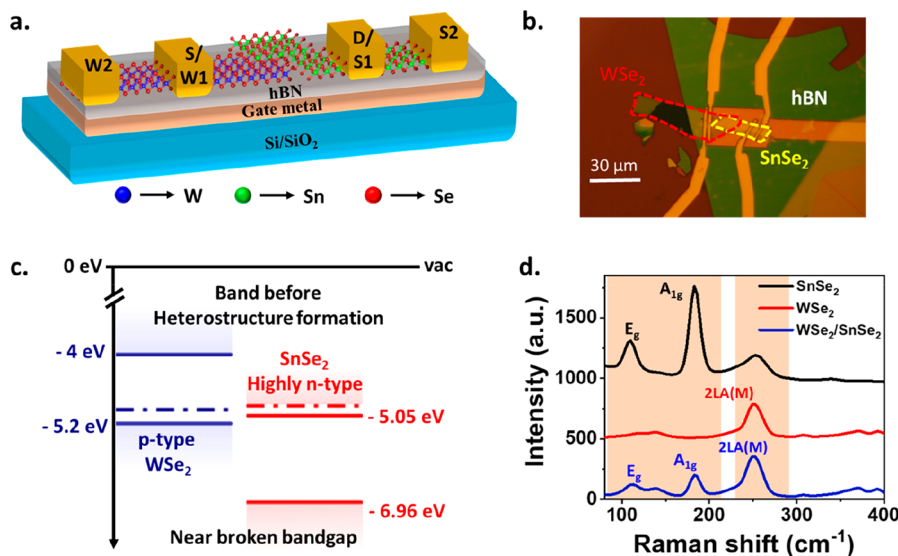 a.
W2
S/
W1
D/
S1
S2
hBN
Gate metal
Si/SiO₂
W
Sn
Se
b.
WSe₂
hBN
SnSe₂
30 µm
c.
0 eV
vac
Band before
Heterostructure formation
- 4 eV
SnSe₂
Highly n-type
- 5.05 eV
- 5.2 eV
p-type
WSe₂
- 6.96 eV
Near broken bandgap
d.
Intensity (a.u.)
1500
1000
500
0
SnSe₂
WSe₂
WSe₂/SnSe₂
A₁g
Eg
2LA(M)
2LA(M)
A₁g
Eg
100
200
300
400
Raman shift (cm⁻¹)